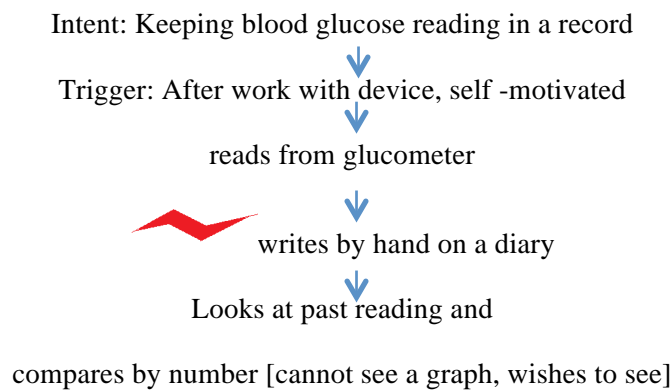 Intent: Keeping blood glucose reading in a record
Trigger: After work with device, self -motivated
reads from glucometer
writes by hand on a diary
Looks at past reading and
compares by number [cannot see a graph, wishes to see]